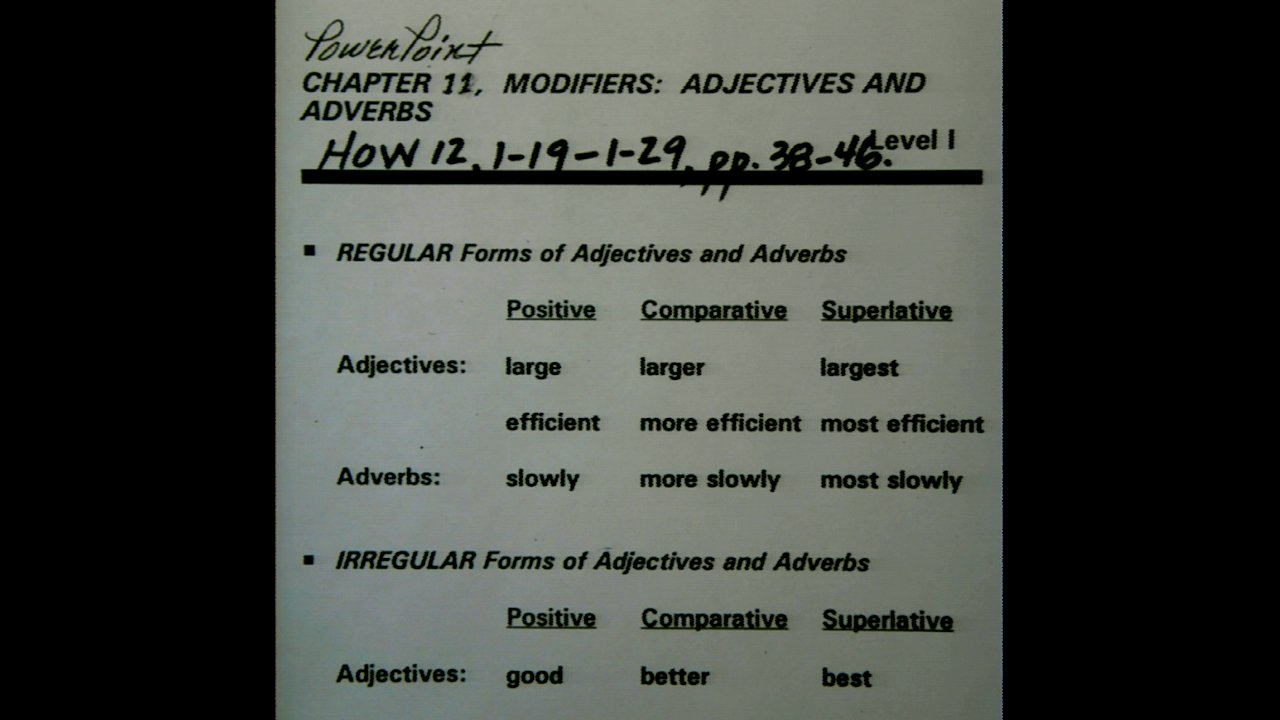 PowerPoint
CHAPTER 11, MODIFIERS: ADJECTIVES AND
ADVERBS
HOW 12, 1-19-1-29, pp. 38-46. Level I
▪ REGULAR Forms of Adjectives and Adverbs
Positive Comparative Superlative
Adjectives: large larger largest
efficient more efficient most efficient
Adverbs: slowly more slowly most slowly
▪ IRREGULAR Forms of Adjectives and Adverbs
Positive Comparative Superlative
Adjectives: good better best